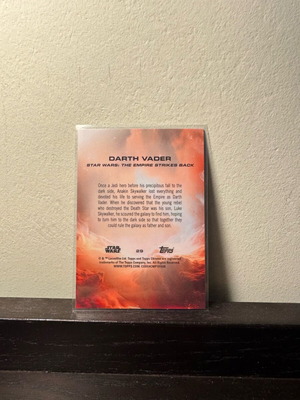 DARTH VADER
STAR WARS: THE EMPIRE STRIKES BACK
Once a Jedi hero before his precipitous fall to the
dark side, Anakin Skywalker lost everything and
devoted his life to serving the Empire as Darth
Vader. When he discovered that the young rebel
who destroyed the Death Star was his son, Luke
Skywalker, he scoured the galaxy to find him, hoping
to turn him to the dark side so that together they
could rule the galaxy as father and son.
STAR WARS
Topps